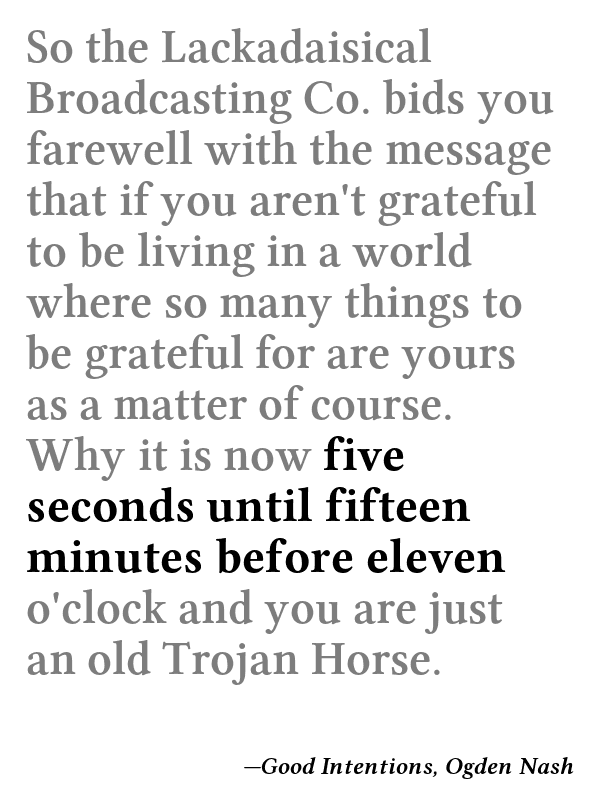 So the Lackadaisical
Broadcasting Co. bids you
farewell with the message
that if you aren't grateful
to be living in a world
where so many things to
be grateful for are yours
as a matter of course.
Why it is now five
seconds until fifteen
minutes before eleven
o'clock and you are just
an old Trojan Horse.
—Good Intentions, Ogden Nash